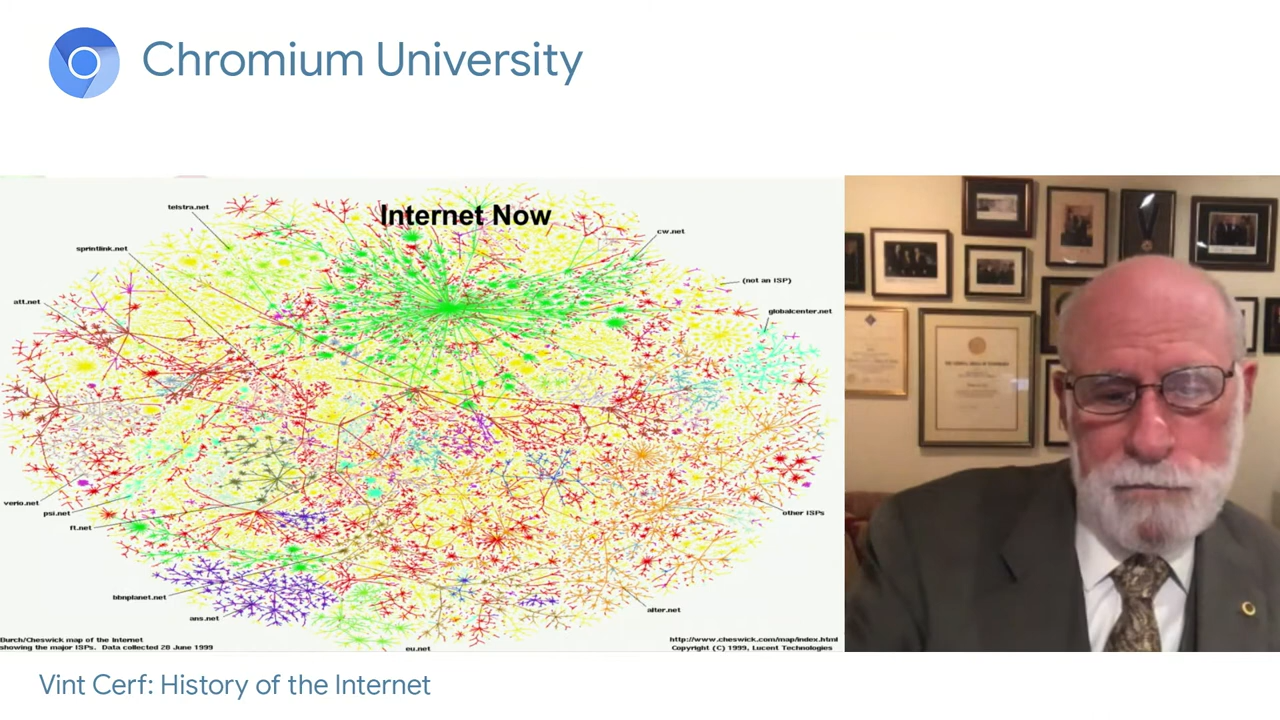 Chromium University
Internet Now
telstra.net
cw.net
sprintlink.net
(not an ISP)
att.net
globalcenter.net
verio.net
psi.net
other ISPs
ft.net
bbnplanet.net
alter.net
ans.net
Burch/Cheswick map of the Internet
showing the major ISPs. Data collected 28 June 1999
eu.net
http://www.cheswick.com/map/index.html
Copyright (C) 1999, Lucent Technologies
Vint Cerf: History of the Internet